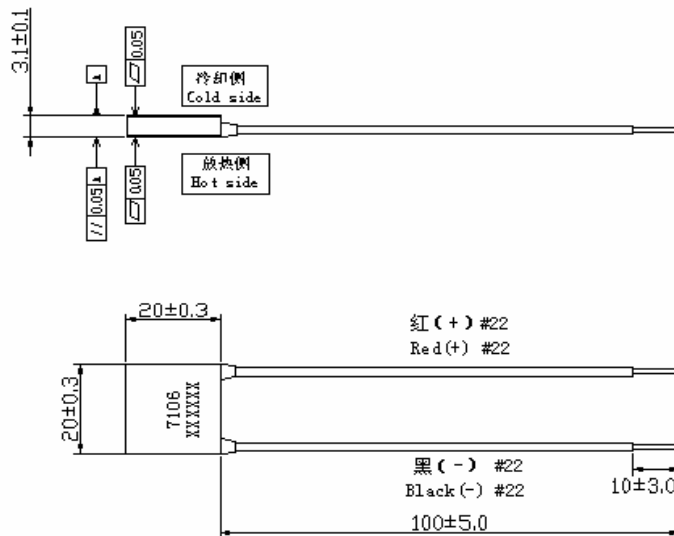 3.1±0.1
A
⏥ 0.05
冷却侧
Cold side
放热侧
Hot side
// 0.05 A
⏥ 0.05
20±0.3
红(+) #22
Red(+) #22
20±0.3
7106
XXXXXX
黑(-) #22
Black(-) #22
10±3.0
100±5.0